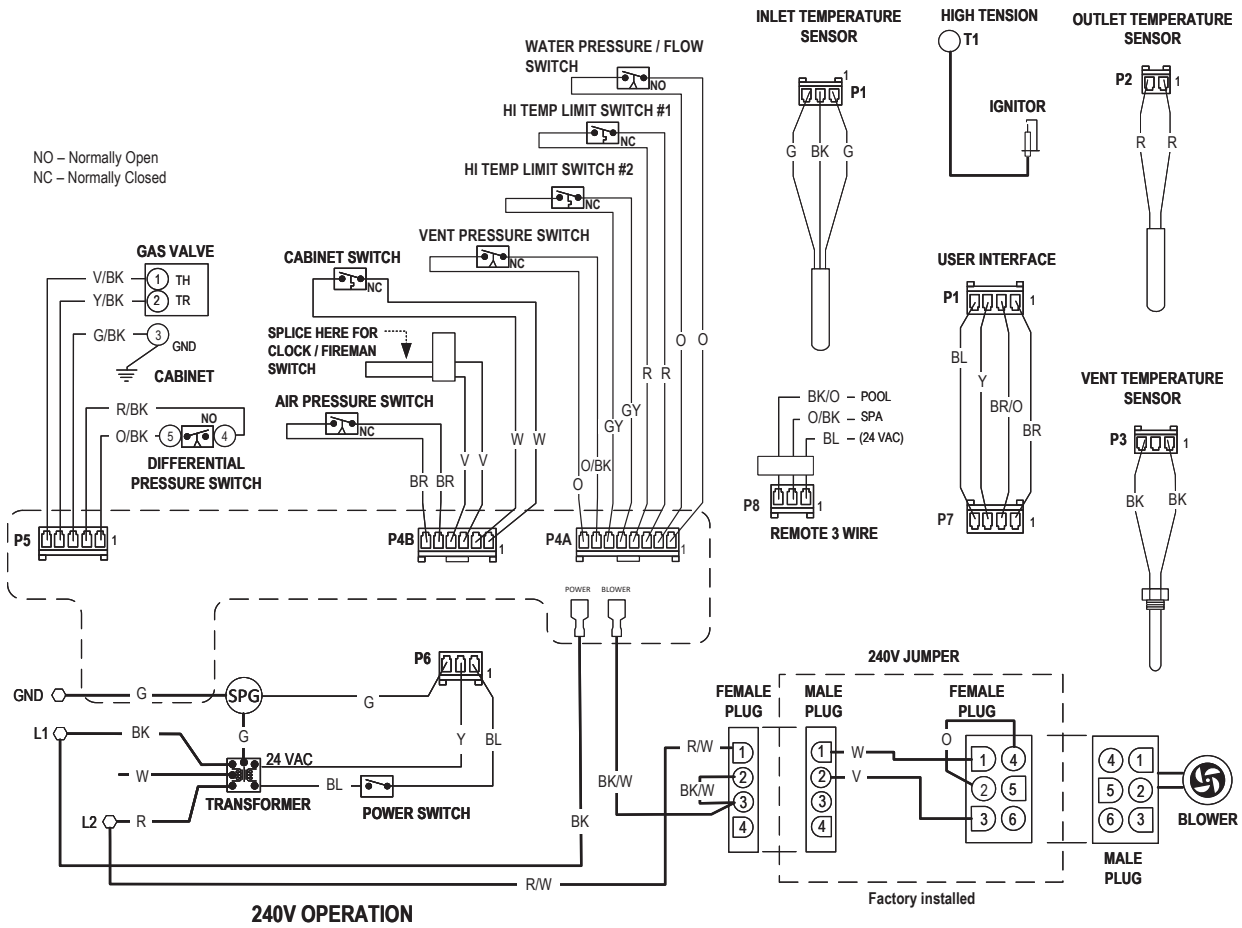 INLET TEMPERATURE
SENSOR
1
P1
G
BK
G
HIGH TENSION
T1
IGNITOR
OUTLET TEMPERATURE
SENSOR
P2
1
R
R
WATER PRESSURE / FLOW
SWITCH
NO
HI TEMP LIMIT SWITCH #1
NC
HI TEMP LIMIT SWITCH #2
NC
VENT PRESSURE SWITCH
NC
NO – Normally Open
NC – Normally Closed
GAS VALVE
V/BK
1
TH
Y/BK
2
TR
G/BK
3
GND
CABINET
R/BK
NO
O/BK
5
4
DIFFERENTIAL
PRESSURE SWITCH
CABINET SWITCH
NC
SPLICE HERE FOR
CLOCK / FIREMAN
SWITCH
AIR PRESSURE SWITCH
NC
BR
BR
V
V
W
W
O
O/BK
GY
GY
R
R
O
O
USER INTERFACE
P1
1
BL
Y
BR/O
BR
P7
1
BK/O – POOL
O/BK – SPA
BL – (24 VAC)
P8
1
REMOTE 3 WIRE
VENT TEMPERATURE
SENSOR
P3
1
BK
BK
P5
1
P4B
1
P4A
1
POWER
BLOWER
P6
1
GND
G
SPG
G
G
L1
BK
24 VAC
Y
BL
W
TRANSFORMER
BL
POWER SWITCH
L2
R
BK
BK/W
R/W
240V JUMPER
FEMALE
PLUG
R/W
1
2
BK/W
3
4
MALE
PLUG
1
W
2
V
3
4
FEMALE
PLUG
O
1
4
2
5
3
6
4
1
5
2
6
3
BLOWER
MALE
PLUG
Factory installed
240V OPERATION